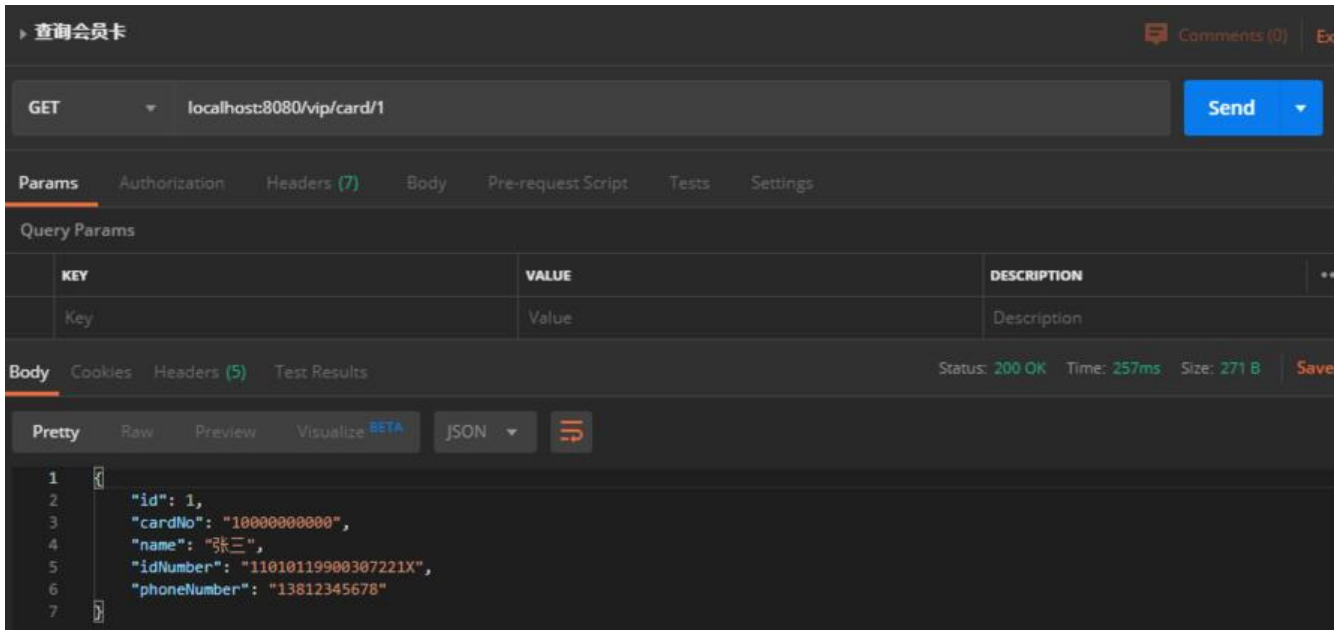 查询会员卡 Comments (0) Ex
GET localhost:8080/vip/card/1 Send
Params Authorization Headers (7) Body Pre-request Script Tests Settings
Query Params
KEY VALUE DESCRIPTION
Key Value Description
Body Cookies Headers (5) Test Results Status: 200 OK Time: 257ms Size: 271 B Save
Pretty Raw Preview Visualize BETA JSON
1 {
2 "id": 1,
3 "cardNo": "10000000000",
4 "name": "张三",
5 "idNumber": "11010119900307221X",
6 "phoneNumber": "13812345678"
7 }